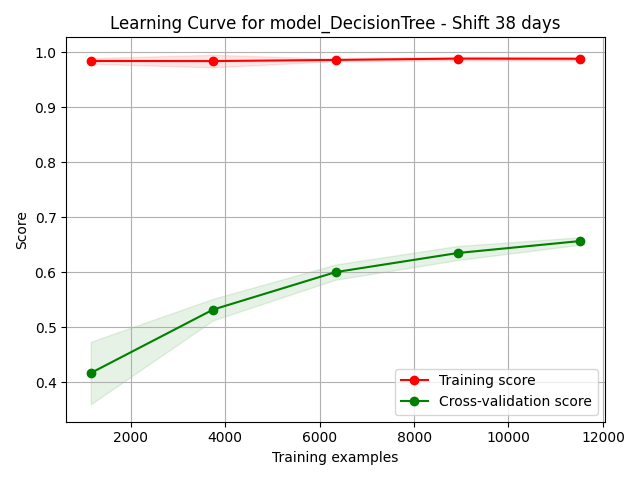 Learning Curve for model_DecisionTree - Shift 38 days
Score
1.0
0.9
0.8
0.7
0.6
0.5
0.4
Training score
Cross-validation score
2000 4000 6000 8000 10000 12000
Training examples